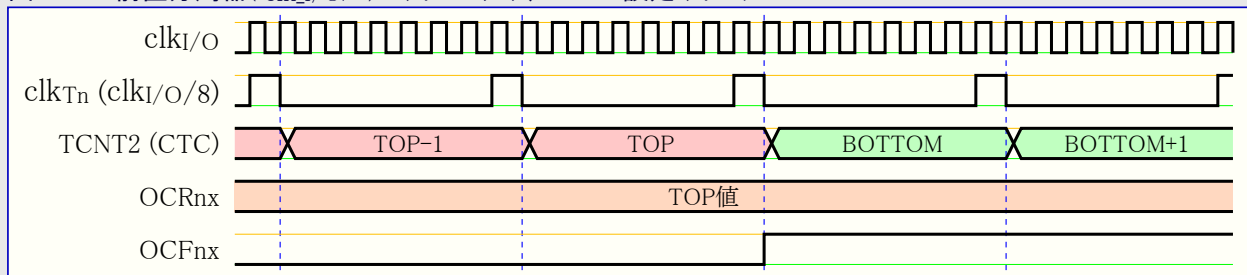 clkI/O
clkTn (clkI/O/8)
TCNT2 (CTC) TOP-1 TOP BOTTOM BOTTOM+1
OCRnx TOP値
OCFnx